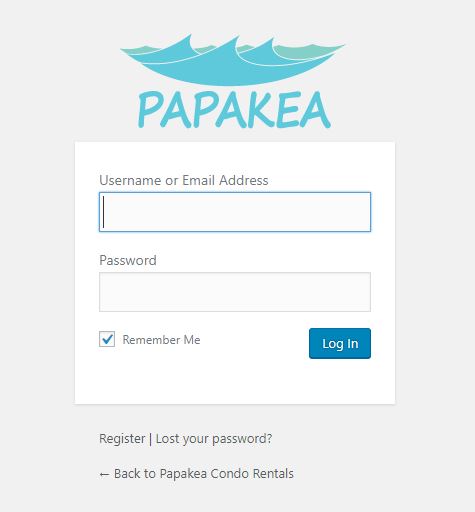 PAPAKEA
Username or Email Address
Password
Remember Me
Log In
Register | Lost your password?
← Back to Papakea Condo Rentals